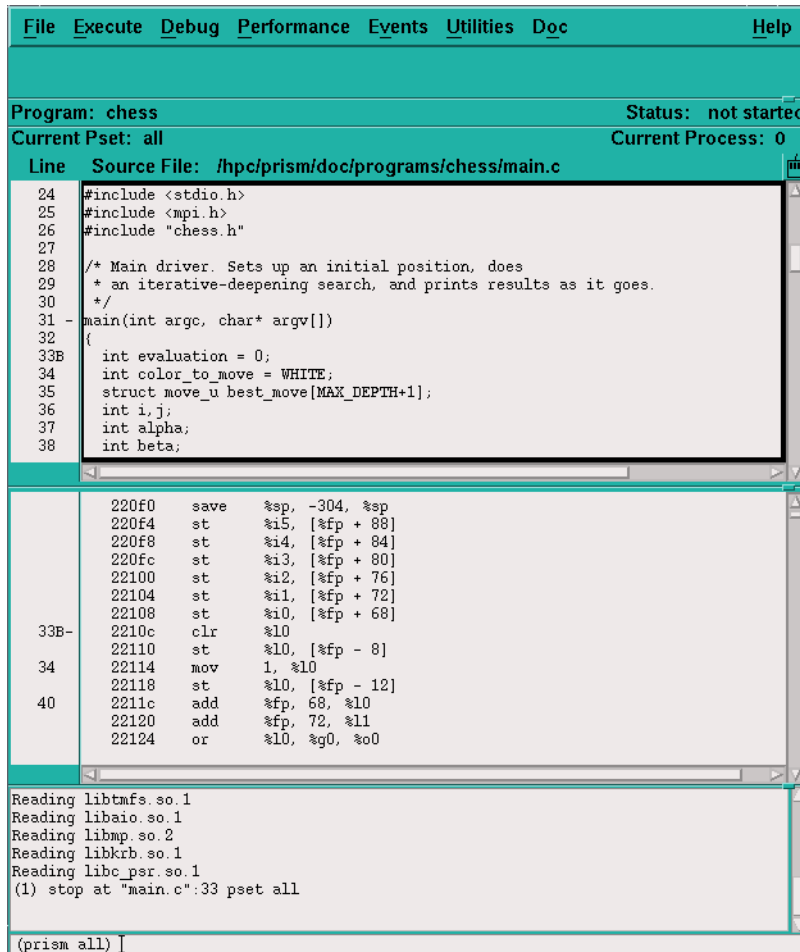 File Execute Debug Performance Events Utilities Doc Help
Program: chess Status: not started
Current Pset: all Current Process: 0
Line Source File: /hpc/prism/doc/programs/chess/main.c
24 #include <stdio.h>
25 #include <mpi.h>
26 #include "chess.h"
27
28 /* Main driver. Sets up an initial position, does
29 * an iterative-deepening search, and prints results as it goes.
30 */
31 - main(int argc, char* argv[])
32 {
33B int evaluation = 0;
34 int color_to_move = WHITE;
35 struct move_u best_move[MAX_DEPTH+1];
36 int i,j;
37 int alpha;
38 int beta;
220f0 save %sp, -304, %sp
220f4 st %i5, [%fp + 88]
220f8 st %i4, [%fp + 84]
220fc st %i3, [%fp + 80]
22100 st %i2, [%fp + 76]
22104 st %i1, [%fp + 72]
22108 st %i0, [%fp + 68]
33B- 2210c clr %l0
22110 st %l0, [%fp - 8]
34 22114 mov 1, %l0
22118 st %l0, [%fp - 12]
40 2211c add %fp, 68, %l0
22120 add %fp, 72, %l1
22124 or %l0, %g0, %o0
Reading libtmfs.so.1
Reading libaio.so.1
Reading libmp.so.2
Reading libkrb.so.1
Reading libc_psr.so.1
(1) stop at "main.c":33 pset all
(prism all)